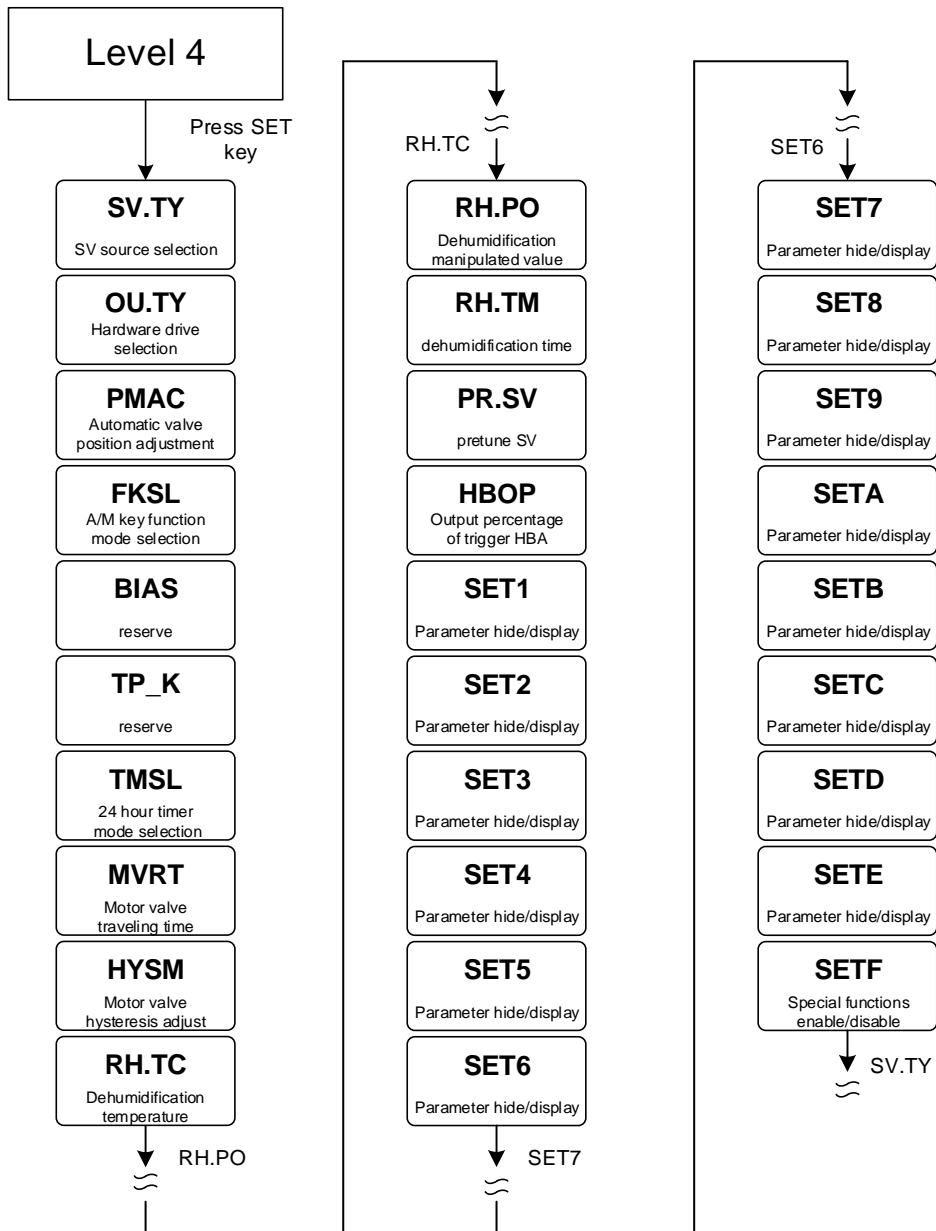 Level 4
Press SET
key
SV.TY
SV source selection
OU.TY
Hardware drive
selection
PMAC
Automatic valve
position adjustment
FKSL
A/M key function
mode selection
BIAS
reserve
TP_K
reserve
TMSL
24 hour timer
mode selection
MVRT
Motor valve
traveling time
HYSM
Motor valve
hysteresis adjust
RH.TC
Dehumidification
temperature
RH.PO
RH.TC
RH.PO
Dehumidification
manipulated value
RH.TM
dehumidification time
PR.SV
pretune SV
HBOP
Output percentage
of trigger HBA
SET1
Parameter hide/display
SET2
Parameter hide/display
SET3
Parameter hide/display
SET4
Parameter hide/display
SET5
Parameter hide/display
SET6
Parameter hide/display
SET7
SET6
SET7
Parameter hide/display
SET8
Parameter hide/display
SET9
Parameter hide/display
SETA
Parameter hide/display
SETB
Parameter hide/display
SETC
Parameter hide/display
SETD
Parameter hide/display
SETE
Parameter hide/display
SETF
Special functions
enable/disable
SV.TY